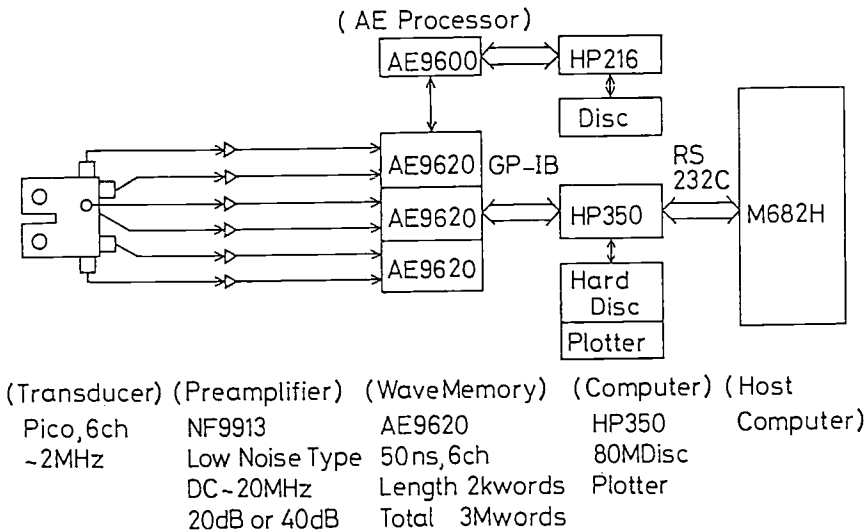 (AE Processor)
AE9600
HP216
Disc
AE9620
GP-IB
RS
232C
AE9620
HP350
M682H
AE9620
Hard
Disc
Plotter
(Transducer) (Preamplifier) (WaveMemory) (Computer) (Host
Pico,6ch NF9913 AE9620 HP350 Computer)
~2MHz Low Noise Type 50ns,6ch 80MDisc
DC~20MHz Length 2kwords Plotter
20dB or 40dB Total 3Mwords